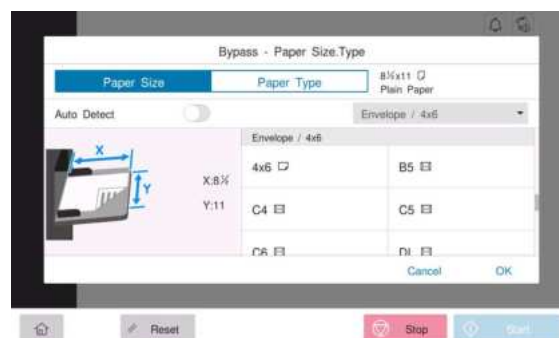 Bypass - Paper Size.Type
Paper Size
Paper Type
8½x11
Plain Paper
Auto Detect
Envelope / 4x6
Envelope / 4x6
X
Y
X:8½
Y:11
4x6
B5
C4
C5
C6
DL
Cancel
OK
Reset
Stop
Start